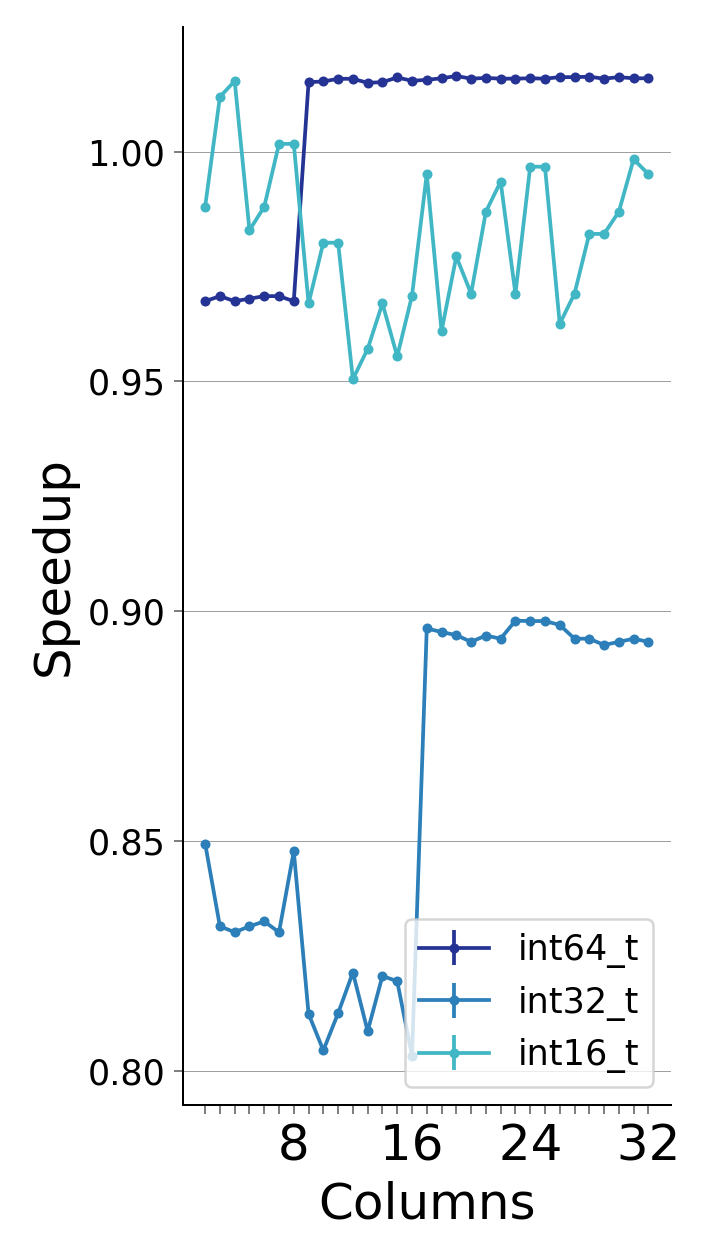 1.00
0.95
0.90
0.85
0.80
Speedup
int64_t
int32_t
int16_t
8 16 24 32
Columns